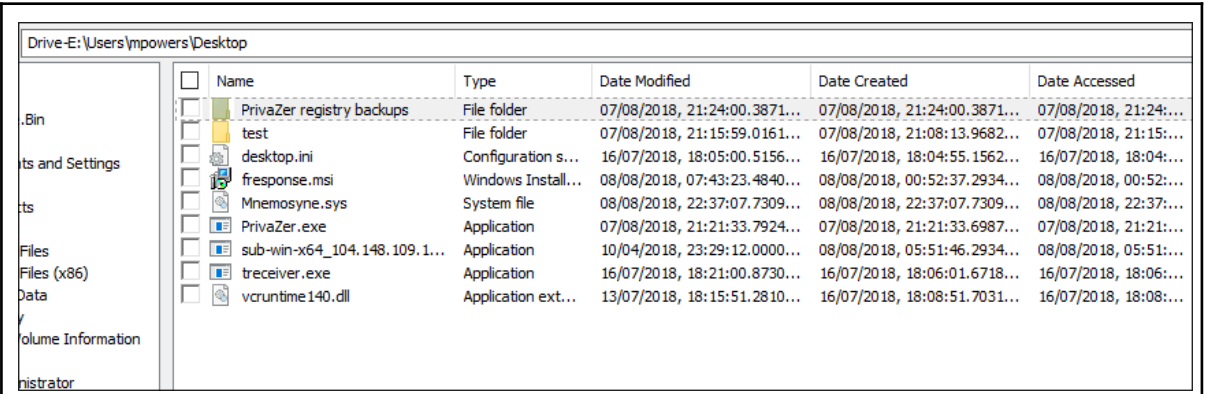 Drive-E:\Users\mpowers\Desktop
Name Type Date Modified Date Created Date Accessed
PrivaZer registry backups File folder 07/08/2018, 21:24:00.3871... 07/08/2018, 21:24:00.3871... 07/08/2018, 21:24:...
.Bin
test File folder 07/08/2018, 21:15:59.0161... 07/08/2018, 21:08:13.9682... 07/08/2018, 21:15:...
desktop.ini Configuration s... 16/07/2018, 18:05:00.5156... 16/07/2018, 18:04:55.1562... 16/07/2018, 18:04:...
ts and Settings
fresponse.msi Windows Install... 08/08/2018, 07:43:23.4840... 08/08/2018, 00:52:37.2934... 08/08/2018, 00:52:...
cts
Mnemosyne.sys System file 08/08/2018, 22:37:07.7309... 08/08/2018, 22:37:07.7309... 08/08/2018, 22:37:...
PrivaZer.exe Application 07/08/2018, 21:21:33.7924... 07/08/2018, 21:21:33.6987... 07/08/2018, 21:21:...
Files sub-win-x64_104.148.109.1... Application 10/04/2018, 23:29:12.0000... 08/08/2018, 05:51:46.2934... 08/08/2018, 05:51:...
Files (x86) treceiver.exe Application 16/07/2018, 18:21:00.8730... 16/07/2018, 18:06:01.6718... 16/07/2018, 18:06:...
Data vcruntime140.dll Application ext... 13/07/2018, 18:15:51.2810... 16/07/2018, 18:08:51.7031... 16/07/2018, 18:08:...
y
olume Information
nistrator